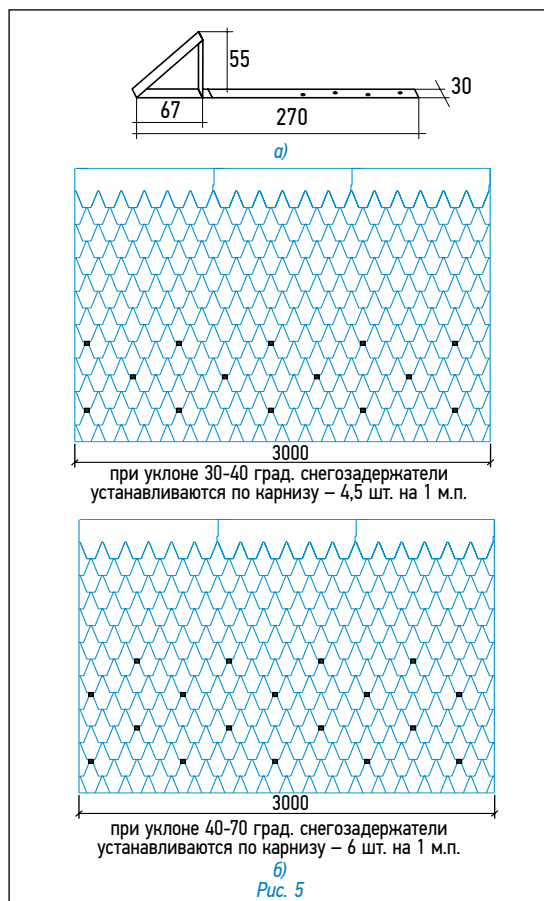 55
30
67
270
а)
3000
при уклоне 30-40 град. снегозадержатели
устанавливаются по карнизу – 4,5 шт. на 1 м.п.
3000
при уклоне 40-70 град. снегозадержатели
устанавливаются по карнизу – 6 шт. на 1 м.п.
б)
Рис. 5